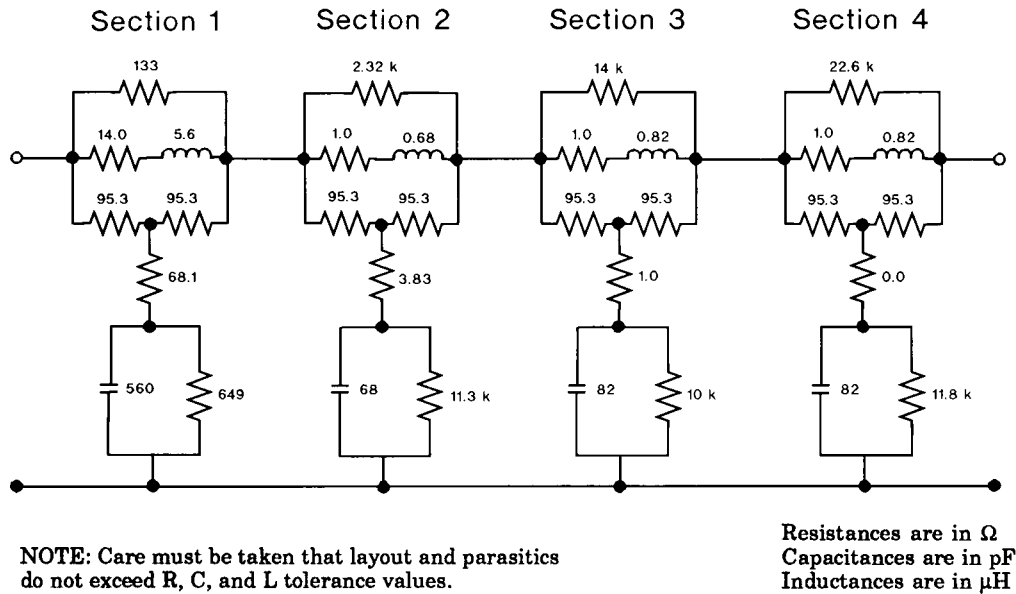 Section 1 Section 2 Section 3 Section 4
133 2.32 k 14 k 22.6 k
14.0 5.6 1.0 0.68 1.0 0.82 1.0 0.82
95.3 95.3 95.3 95.3 95.3 95.3 95.3 95.3
68.1 3.83 1.0 0.0
560 649 68 11.3 k 82 10 k 82 11.8 k
NOTE: Care must be taken that layout and parasitics
do not exceed R, C, and L tolerance values.
Resistances are in Ω
Capacitances are in pF
Inductances are in μH